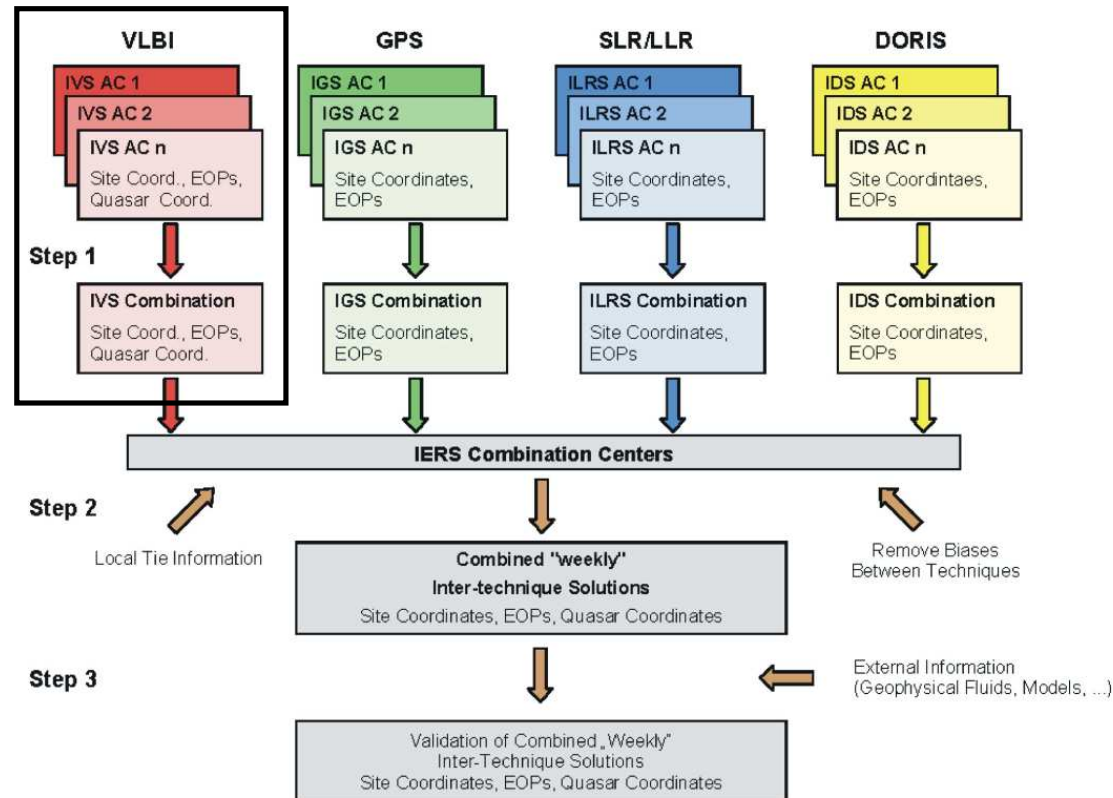 VLBI
GPS
SLR/LLR
DORIS
IVS AC 1
IVS AC 2
IVS AC n
Site Coord., EOPs,
Quasar Coord.
IGS AC 1
IGS AC 2
IGS AC n
Site Coordinates,
EOPs
ILRS AC 1
ILRS AC 2
ILRS AC n
Site Coordinates,
EOPs
IDS AC 1
IDS AC 2
IDS AC n
Site Coordintaes,
EOPs
Step 1
IVS Combination
Site Coord., EOPs,
Quasar Coord.
IGS Combination
Site Coordinates,
EOPs
ILRS Combination
Site Coordinates,
EOPs
IDS Combination
Site Coordinates,
EOPs
IERS Combination Centers
Step 2
Local Tie Information
Remove Biases
Between Techniques
Combined "weekly"
Inter-technique Solutions
Site Coordinates, EOPs, Quasar Coordinates
Step 3
External Information
(Geophysical Fluids, Models, ...)
Validation of Combined „Weekly“
Inter-Technique Solutions
Site Coordinates, EOPs, Quasar Coordinates